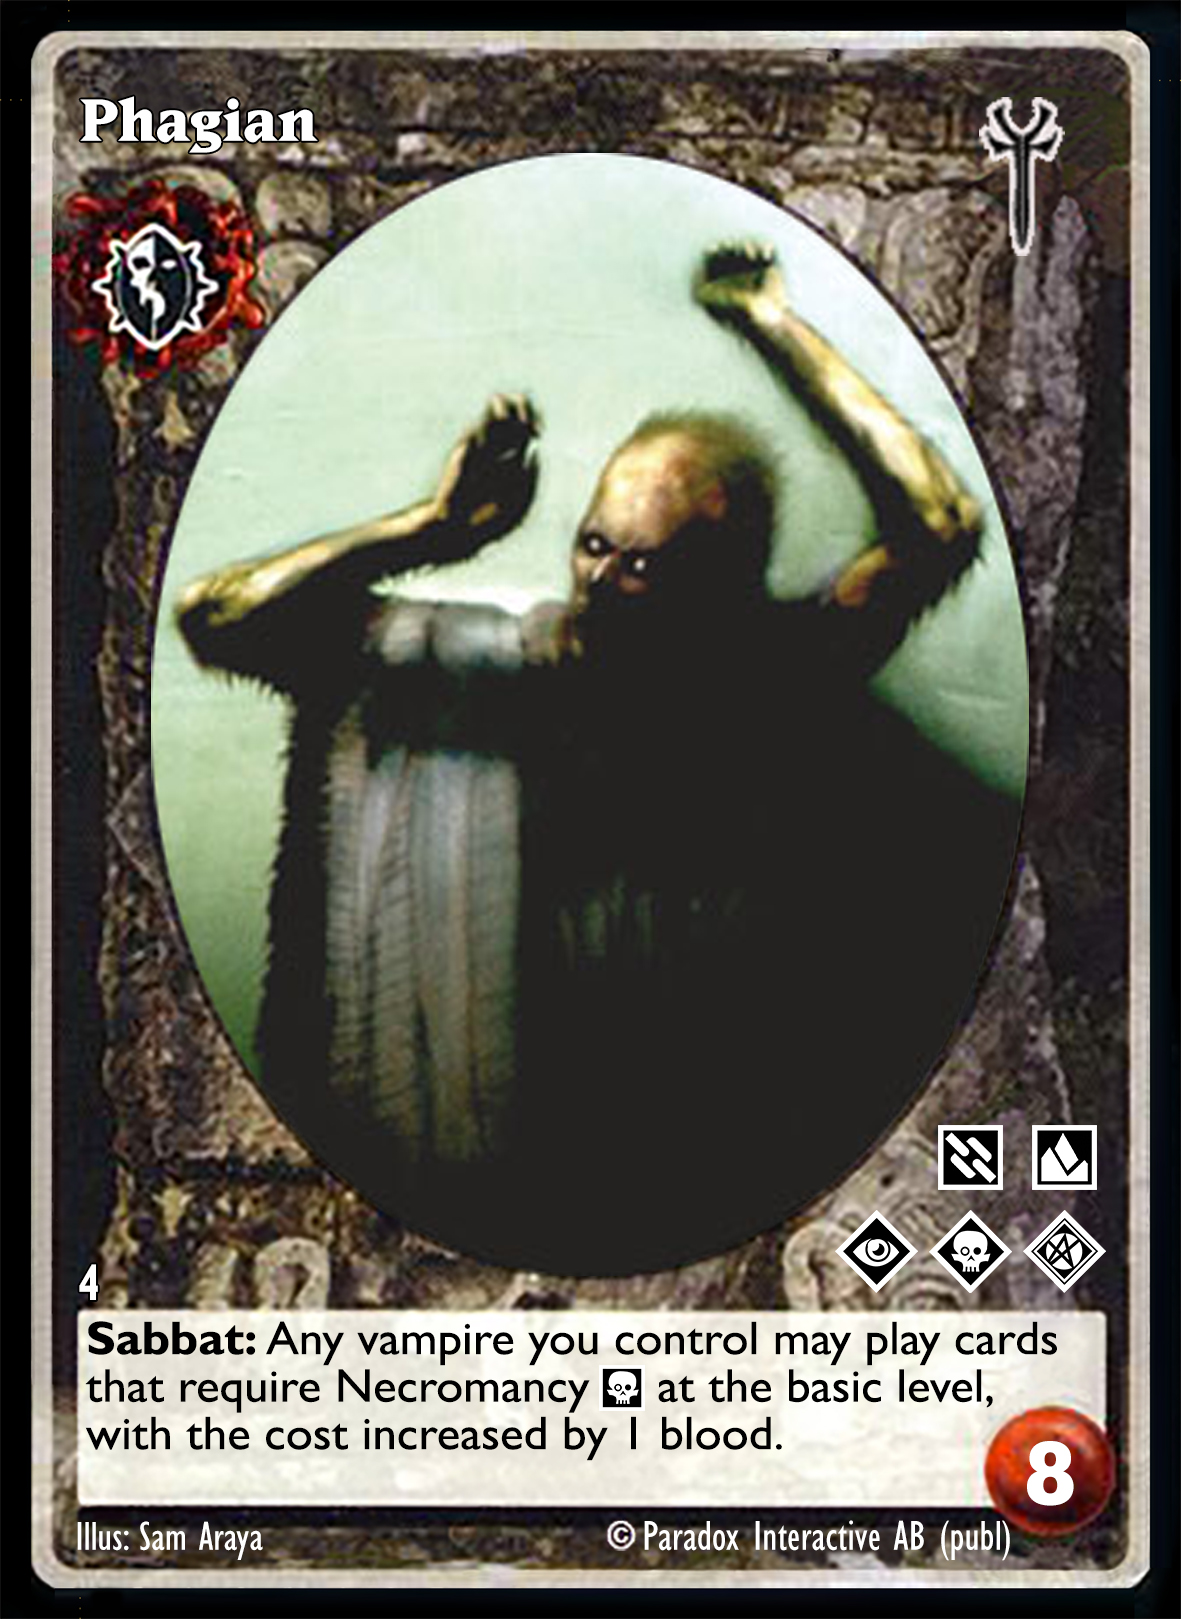 Phagian
4
Sabbat: Any vampire you control may play cards
that require Necromancy at the basic level,
with the cost increased by 1 blood.
8
Illus: Sam Araya
© Paradox Interactive AB (publ)